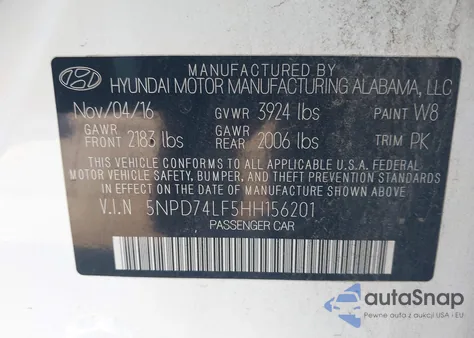 MANUFACTURED BY
HYUNDAI MOTOR MANUFACTURING ALABAMA, LLC
Nov/04/16 GVWR 3924 lbs PAINT W8
GAWR FRONT 2183 lbs GAWR REAR 2006 lbs TRIM PK
THIS VEHICLE CONFORMS TO ALL APPLICABLE U.S.A. FEDERAL
MOTOR VEHICLE SAFETY, BUMPER, AND THEFT PREVENTION STANDARDS
IN EFFECT ON THE DATE OF MANUFACTURE SHOWN ABOVE.
V.I.N 5NPD74LF5HH156201
PASSENGER CAR
autoSnap
Pewne auta z aukcji USA i EU